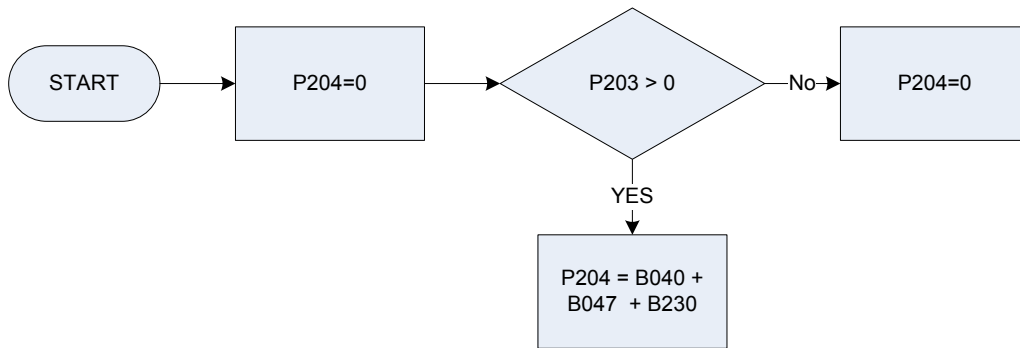 START
P204=0
P203 > 0
No
P204=0
YES
P204 = B040 +
B047  + B230